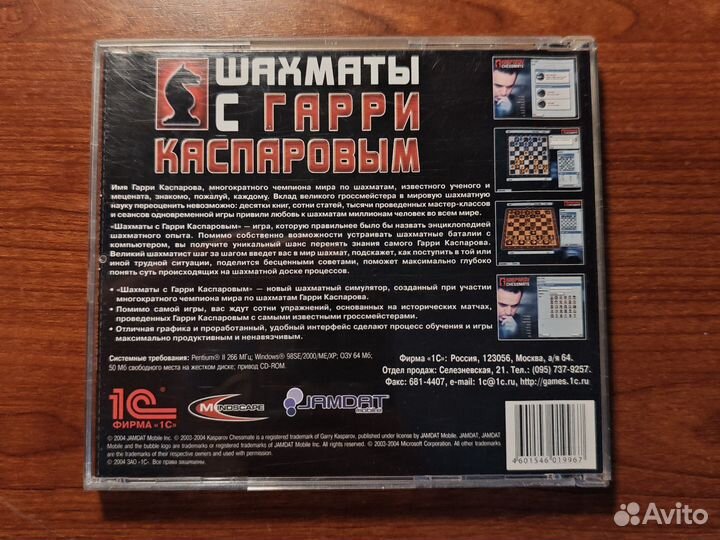 ШАХМАТЫ
С ГАРРИ
КАСПАРОВЫМ
Имя Гарри Каспарова, многократного чемпиона мира по шахматам, известного ученого и
мецената, знакомо, пожалуй, каждому. Вклад великого гроссмейстера в мировую шахматную
науку переоценить невозможно: десятки книг, сотни статей, тысячи проведенных мастер-классов
и сеансов одновременной игры привили любовь к шахматам миллионам человек во всем мире.
«Шахматы с Гарри Каспаровым» — игра, которую правильнее было бы назвать энциклопедией
шахматного опыта. Помимо собственно возможности устраивать шахматные баталии с
компьютером, вы получите уникальный шанс перенять знания самого Гарри Каспарова.
Великий шахматист шаг за шагом введет вас в мир шахмат, подскажет, как поступить в той или
иной трудной ситуации, поделится бесценными советами, поможет максимально глубоко
понять суть происходящих на шахматной доске процессов.
• «Шахматы с Гарри Каспаровым» — новый шахматный симулятор, созданный при участии
многократного чемпиона мира по шахматам Гарри Каспарова.
• Помимо самой игры, вас ждут сотни упражнений, основанных на исторических матчах,
проведенных Гарри Каспаровым с самыми известными гроссмейстерами.
• Отличная графика и проработанный, удобный интерфейс сделают процесс обучения и игры
максимально продуктивным и ненавязчивым.
Системные требования: Pentium® II 266 МГц; Windows® 98SE/2000/ME/XP; ОЗУ 64 Мб;
50 Мб свободного места на жестком диске; привод CD-ROM.
Фирма «1С»: Россия, 123056, Москва, а/я 64.
Отдел продаж: Селезневская, 21. Тел.: (095) 737-9257.
Факс: 681-4407, e-mail: 1c@1c.ru, http://games.1c.ru
1С
ФИРМА «1С»
MINDSCAPE
JAMDAT
MOBILE
© 2004 JAMDAT Mobile Inc. © 2003-2004 Kasparov Chessmate is a registered trademark of Garry Kasparov, published under license by JAMDAT Mobile Inc. JAMDAT, JAMDAT
Mobile and the bubble logo are trademarks or registered trademarks of JAMDAT Mobile Inc. All rights reserved. © 2003-2004 Microsoft Corporation. All other trademarks are
the trademarks of their respective owners and used with permission.
© 2004 ЗАО «1С». Все права защищены.
4601546019967
KASPAROV
CHESSMATE
KASPAROV
CHESSMATE
Avito